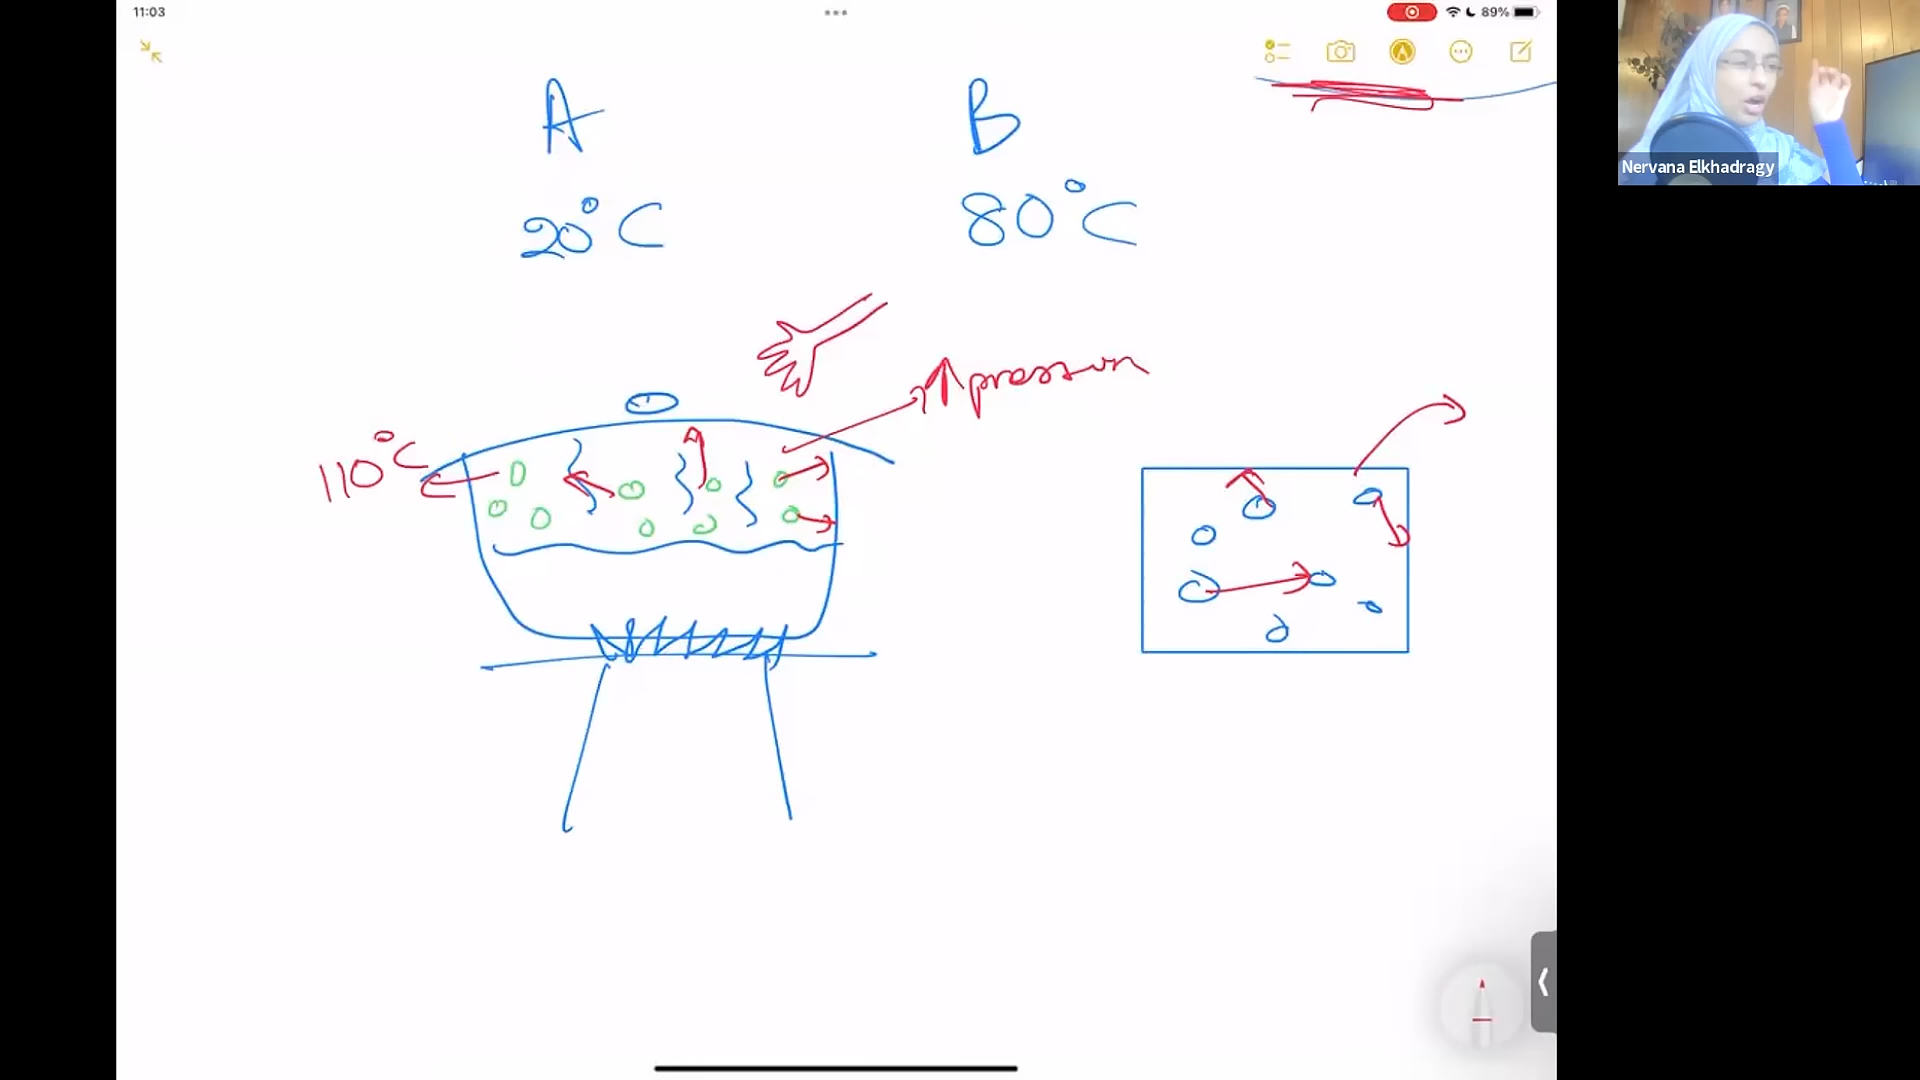 11:03
89%
Nervana Elkhadragy
A B
20°C 80°C
↑pressure
110°C